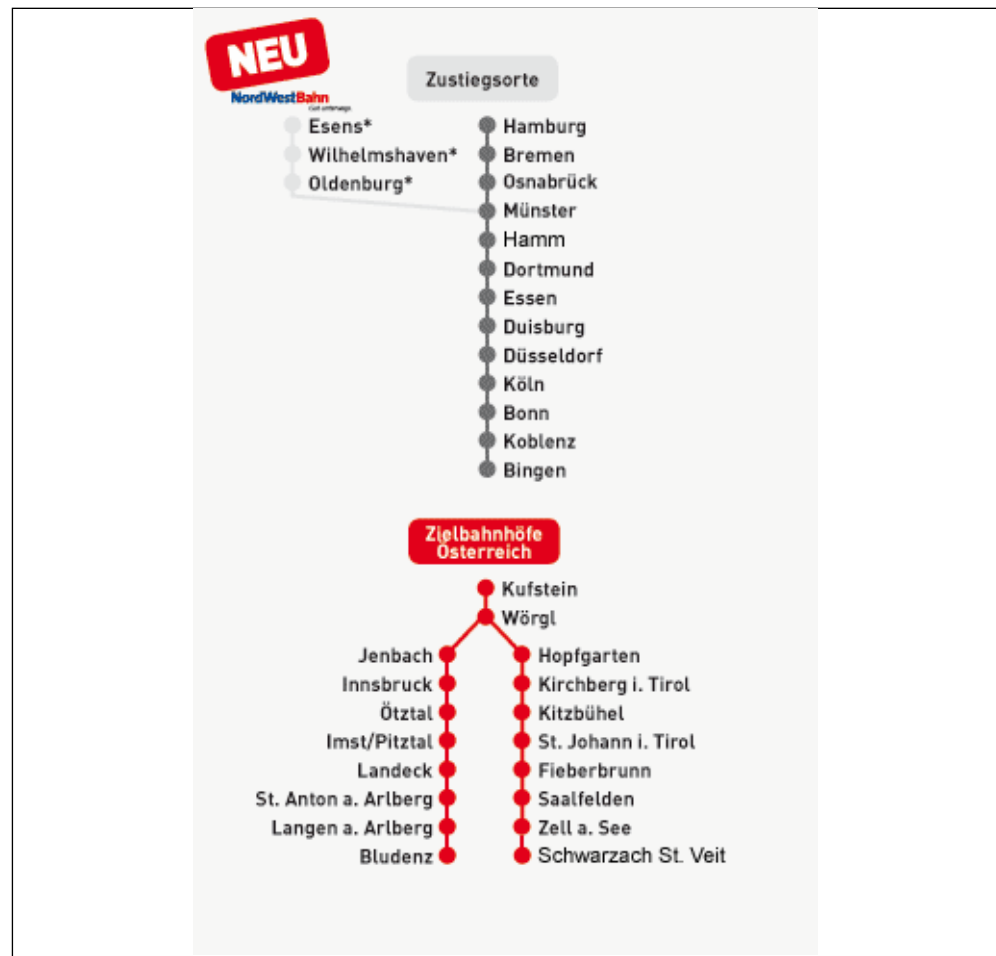 NEU
NordWestBahn
Gut unterwegs.
Zustiegsorte
Esens*
Wilhelmshaven*
Oldenburg*
Hamburg
Bremen
Osnabrück
Münster
Hamm
Dortmund
Essen
Duisburg
Düsseldorf
Köln
Bonn
Koblenz
Bingen
Zielbahnhöfe
Österreich
Kufstein
Wörgl
Jenbach
Innsbruck
Ötztal
Imst/Pitztal
Landeck
St. Anton a. Arlberg
Langen a. Arlberg
Bludenz
Hopfgarten
Kirchberg i. Tirol
Kitzbühel
St. Johann i. Tirol
Fieberbrunn
Saalfelden
Zell a. See
Schwarzach St. Veit